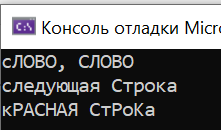 Консоль отладки Micro
сЛОВО, СЛОВО
следующая Строка
кРАСНАЯ СтРоКа